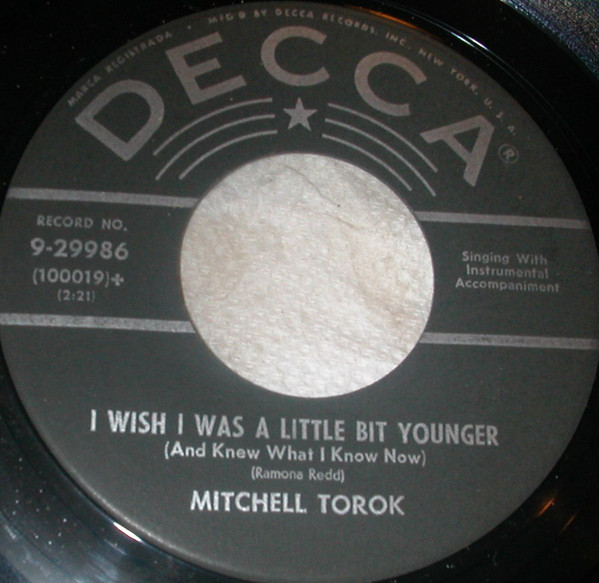 MARCA REGISTRADA • MFG'D BY DECCA RECORDS, INC., NEW YORK, U.S.A.
DECCA®
RECORD NO.
9-29986
(100019)+
(2:21)
Singing With
Instrumental
Accompaniment
I WISH I WAS A LITTLE BIT YOUNGER
(And Knew What I Know Now)
(Ramona Redd)
MITCHELL TOROK